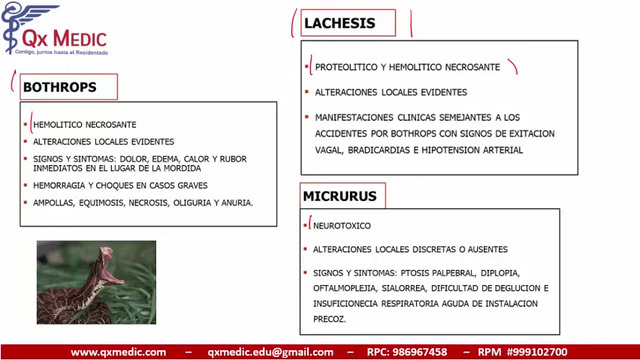 Qx MEDIC
Contigo, juntos hasta el Residentado
BOTHROPS
HEMOLITICO NECROSANTE
ALTERACIONES LOCALES EVIDENTES
SIGNOS Y SINTOMAS: DOLOR, EDEMA, CALOR Y RUBOR
INMEDIATOS EN EL LUGAR DE LA MORDIDA
HEMORRAGIA Y CHOQUES EN CASOS GRAVES
AMPOLLAS, EQUIMOSIS, NECROSIS, OLIGURIA Y ANURIA.
LACHESIS
PROTEOLITICO Y HEMOLITICO NECROSANTE
ALTERACIONES LOCALES EVIDENTES
MANIFESTACIONES CLINICAS SEMEJANTES A LOS
ACCIDENTES POR BOTHROPS CON SIGNOS DE EXITACION
VAGAL, BRADICARDIAS E HIPOTENSION ARTERIAL
MICRURUS
NEUROTOXICO
ALTERACIONES LOCALES DISCRETAS O AUSENTES
SIGNOS Y SINTOMAS: PTOSIS PALPEBRAL, DIPLOPIA,
OFTALMOPLEJIA, SIALORREA, DIFICULTAD DE DEGLUCION E
INSUFICIONECIA RESPIRATORIA AGUDA DE INSTALACION
PRECOZ.
www.qxmedic.com – qxmedic.edu@gmail.com – RPC: 986967458 – RPM #999102700